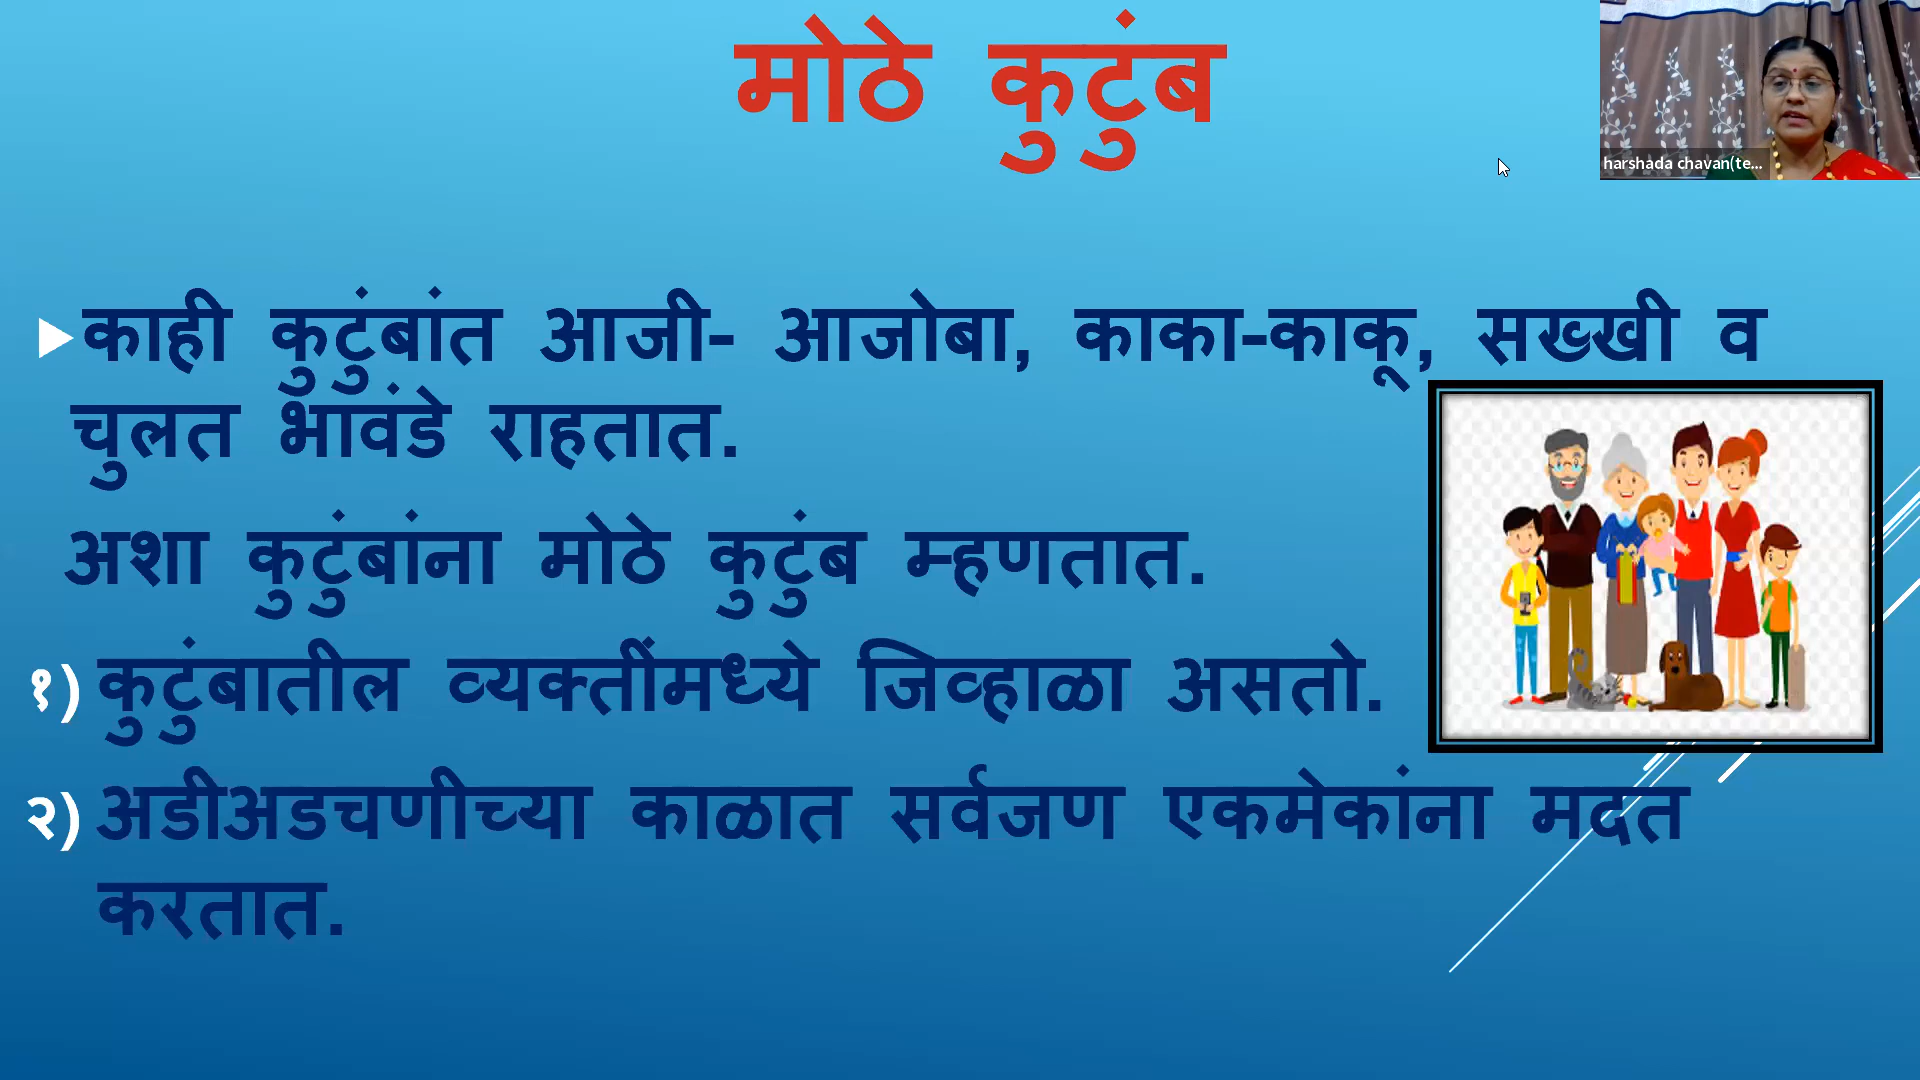 मोठे कुटुंब
harshada chavan(te...
काही कुटुंबांत आजी- आजोबा, काका-काकू, सख्खी व
चुलत भावंडे राहतात.
अशा कुटुंबांना मोठे कुटुंब म्हणतात.
१) कुटुंबातील व्यक्तींमध्ये जिव्हाळा असतो.
२) अडीअडचणीच्या काळात सर्वजण एकमेकांना मदत
करतात.